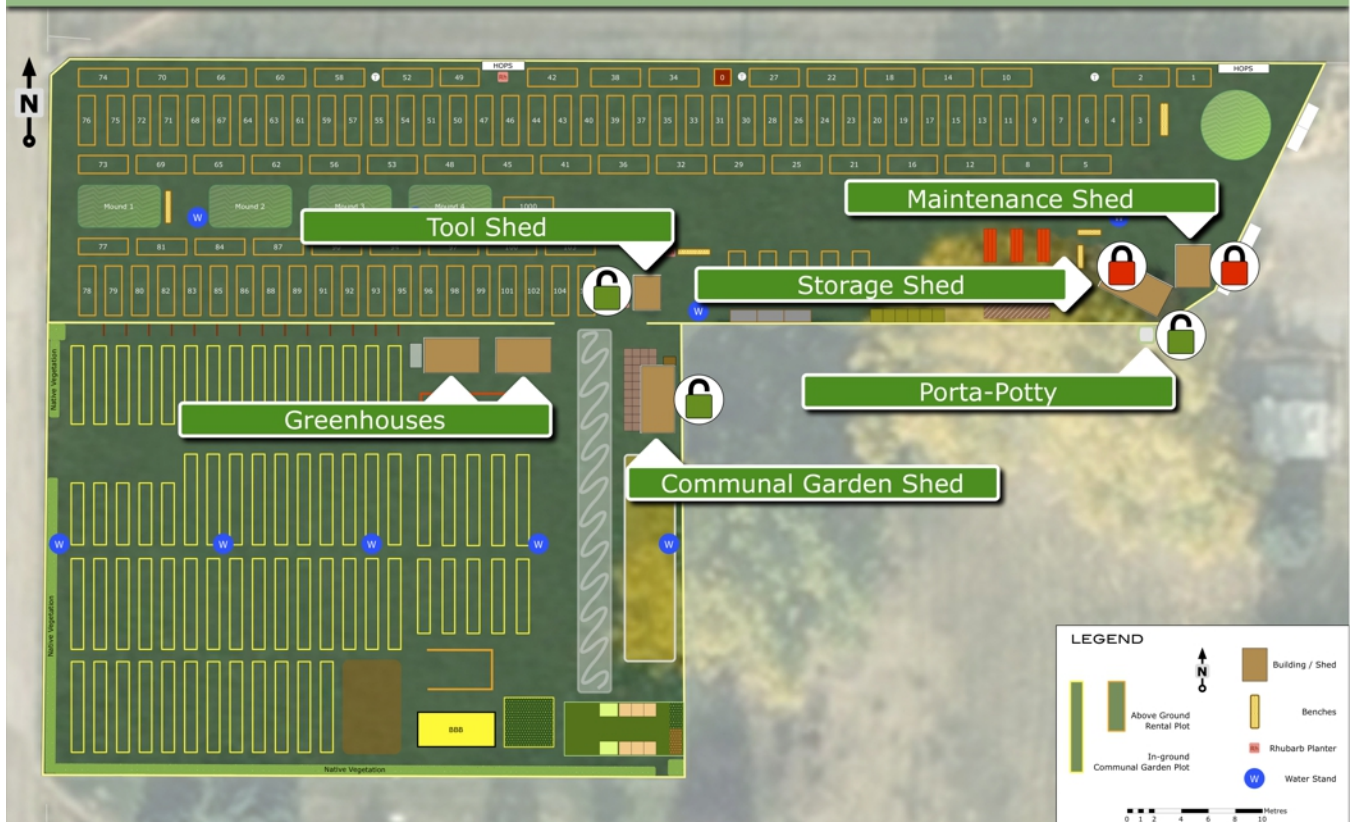 N
HOPS
HOPS
74 70 66 60 58 T 52 49 Rh 42 38 34 0 T 27 22 18 14 10 T 2 1
76 75 72 71 68 67 64 63 61 59 57 55 54 51 50 47 46 44 43 40 39 37 35 33 31 30 28 26 24 23 20 19 17 15 13 11 9 7 6 4 3
73 69 65 62 56 53 48 45 41 36 32 29 25 21 16 12 8 5
Mound 1
Mound 2
Mound 3
Mound 4
1000
W
W
Maintenance Shed
Tool Shed
77 81 84 87
Storage Shed
78 79 80 82 83 85 86 88 89 91 92 93 95 96 98 99 101 102 104
W
Porta-Potty
Greenhouses
Native Vegetation
Communal Garden Shed
W
W
W
W
W
Native Vegetation
BBB
Native Vegetation
LEGEND
N
Building / Shed
Above Ground
Rental Plot
Benches
In-ground
Communal Garden Plot
Rh
Rhubarb Planter
W
Water Stand
Metres
0 1 2 4 6 8 10